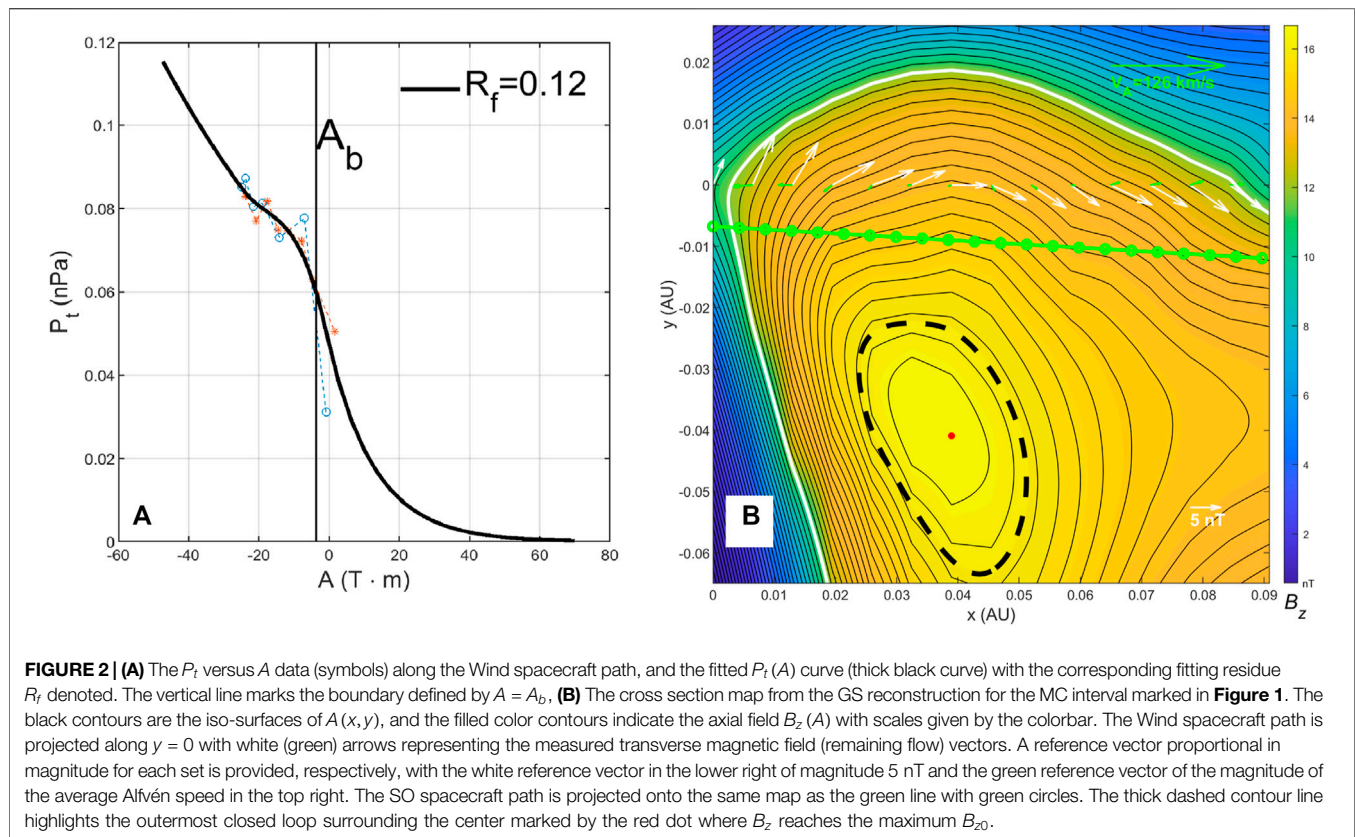 0.12
0.1
0.08
0.06
0.04
0.02
0
P_t (nPa)
-60 -40 -20 0 20 40 60 80
A (T · m)
R_f=0.12
A_b
A
0.02
0.01
0
-0.01
-0.02
-0.03
-0.04
-0.05
-0.06
y (AU)
0 0.01 0.02 0.03 0.04 0.05 0.06 0.07 0.08 0.09
x (AU)
V_A=126 km/s
B
5 nT
16
14
12
10
8
6
4
2
nT
B_z
FIGURE 2 | (A) The P_t versus A data (symbols) along the Wind spacecraft path, and the fitted P_t (A) curve (thick black curve) with the corresponding fitting residue
R_f denoted. The vertical line marks the boundary defined by A = A_b, (B) The cross section map from the GS reconstruction for the MC interval marked in Figure 1. The
black contours are the iso-surfaces of A(x, y), and the filled color contours indicate the axial field B_z (A) with scales given by the colorbar. The Wind spacecraft path is
projected along y = 0 with white (green) arrows representing the measured transverse magnetic field (remaining flow) vectors. A reference vector proportional in
magnitude for each set is provided, respectively, with the white reference vector in the lower right of magnitude 5 nT and the green reference vector of the magnitude of
the average Alfvén speed in the top right. The SO spacecraft path is projected onto the same map as the green line with green circles. The thick dashed contour line
highlights the outermost closed loop surrounding the center marked by the red dot where B_z reaches the maximum B_z0.